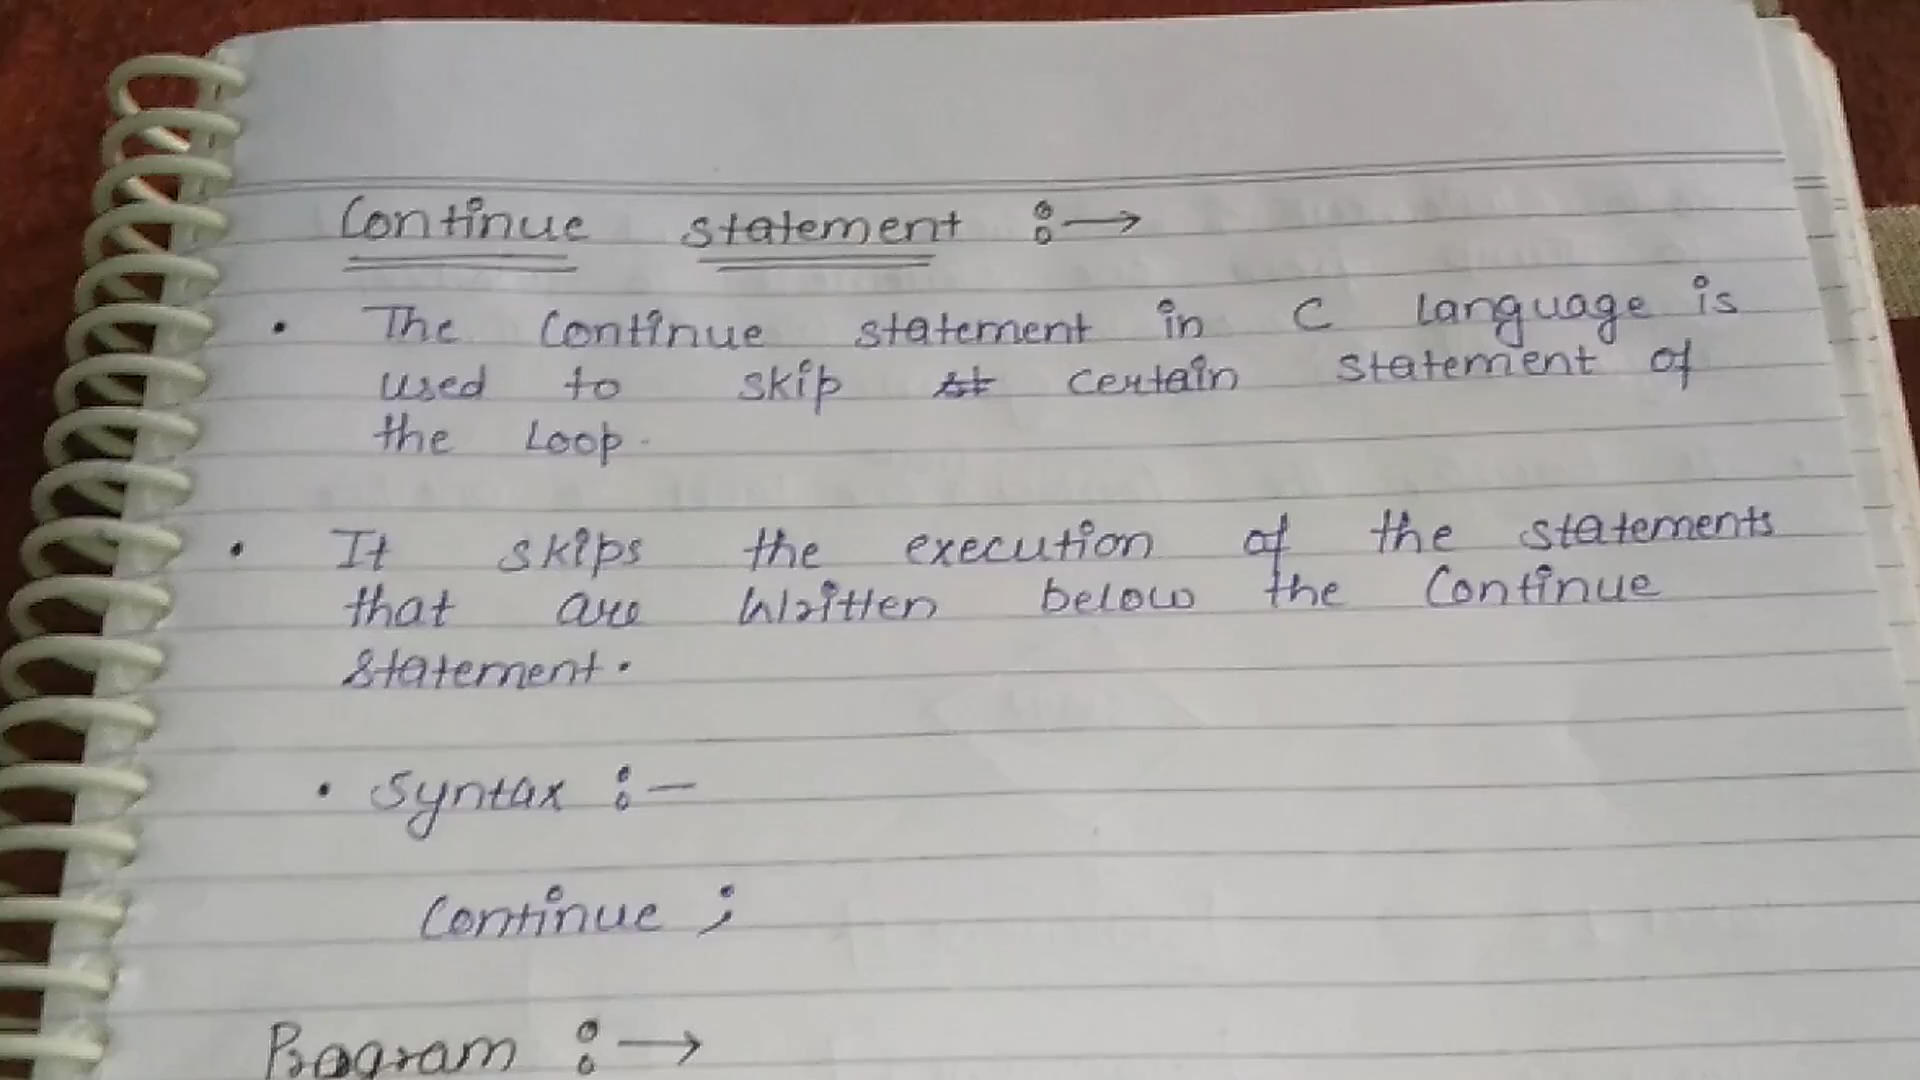 Continue statement :→
• The Continue statement in C language is
used to skip certain statement of
the Loop.
• It skips the execution of the statements
that are written below the Continue
statement.
• Syntax :-
Continue ;
Program :→